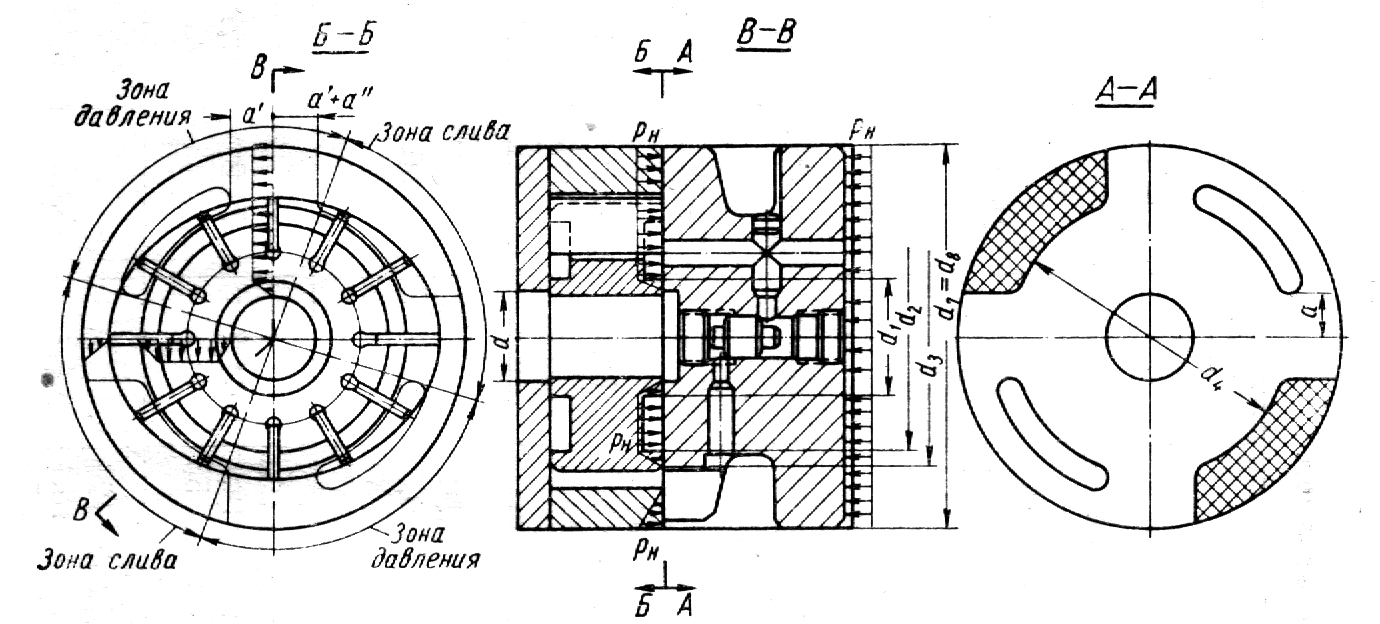 Б–Б
В
Зона
давления
a'
a'+a"
Зона слива
В
Зона слива
Зона
давления
В–В
Б А
Pн
Pн
d
Pн
d₁
d₂
d₃
d₇=d₈
Pн
Б А
А–А
a
d₄